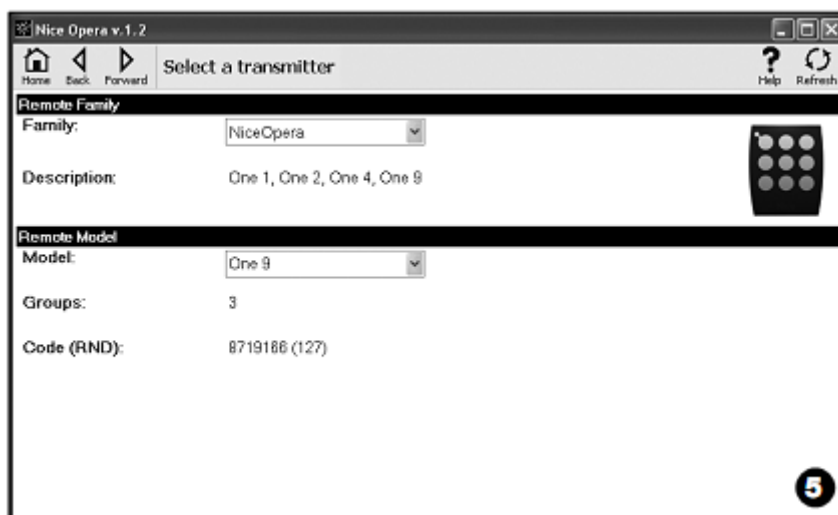 Nice Opera v.1.2
Home Back Forward Select a transmitter Help Refresh
Remote Family
Family: NiceOpera
Description: One 1, One 2, One 4, One 9
Remote Model
Model: One 9
Groups: 3
Code (RND): 8719166 (127)
5